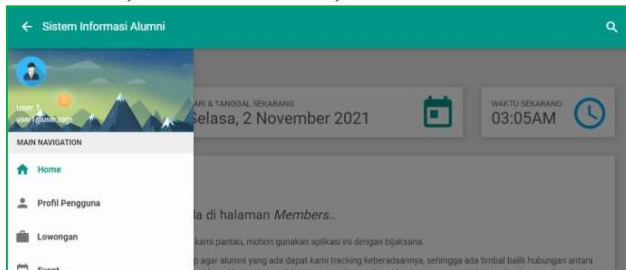 Sistem Informasi Alumni
User 1
user1@user.com
MAIN NAVIGATION
Home
Profil Pengguna
Lowongan
Event
ARI & TANGGAL SEKARANG
Selasa, 2 November 2021
WAKTU SEKARANG
03:05AM
da di halaman Members..
kami pantau, mohon gunakan aplikasi ini dengan bijaksana.
agar alumni yang ada dapat kami tracking keberadaannya, sehingga ada timbal balik hubungan antara